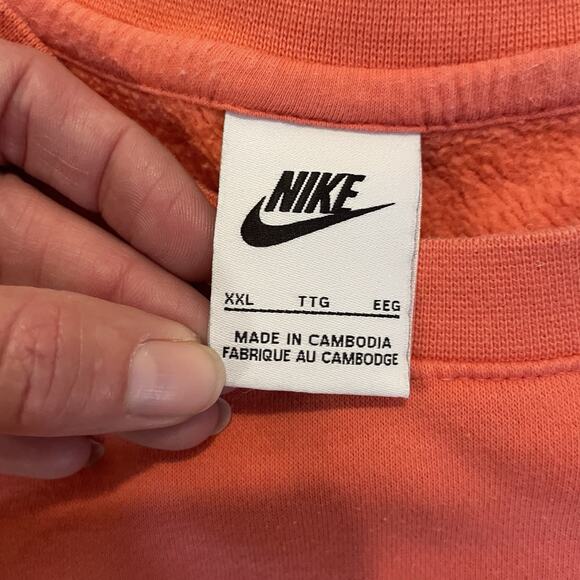 NIKE
XXL TTG EEG
MADE IN CAMBODIA
FABRIQUE AU CAMBODGE